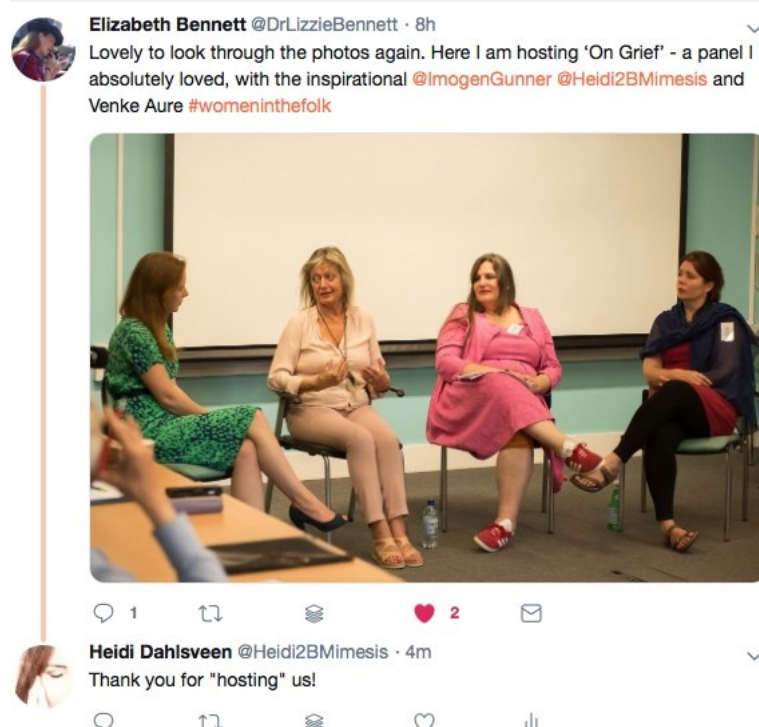 Elizabeth Bennett @DrLizzieBennett · 8h
Lovely to look through the photos again. Here I am hosting ‘On Grief’ - a panel I
absolutely loved, with the inspirational @ImogenGunner @Heidi2BMimesis and
Venke Aure #womeninthefolk
1
2
Heidi Dahlsveen @Heidi2BMimesis · 4m
Thank you for "hosting" us!